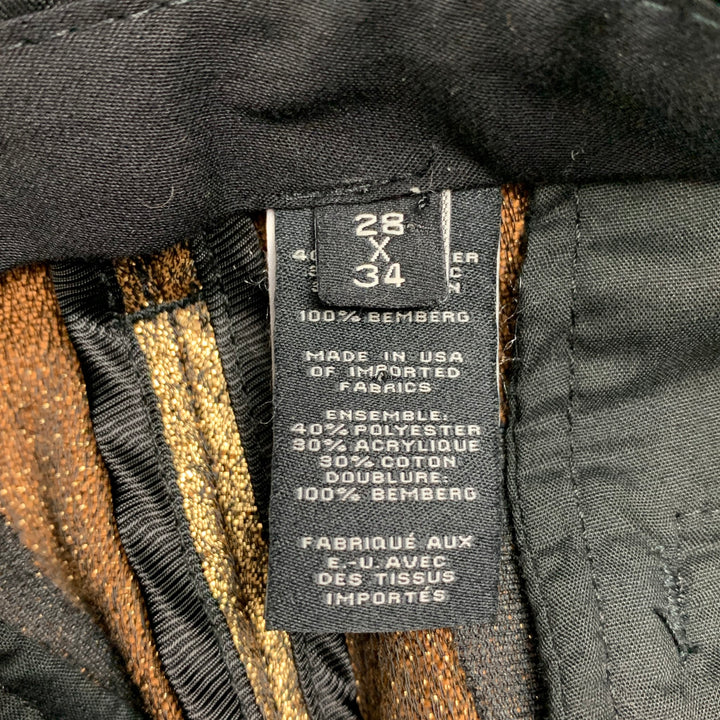 28
X
34
100% BEMBERG
MADE IN USA
OF IMPORTED
FABRICS
ENSEMBLE:
40% POLYESTER
30% ACRYLIQUE
30% COTON
DOUBLURE:
100% BEMBERG
FABRIQUÉ AUX
E.-U. AVEC
DES TISSUS
IMPORTÉS